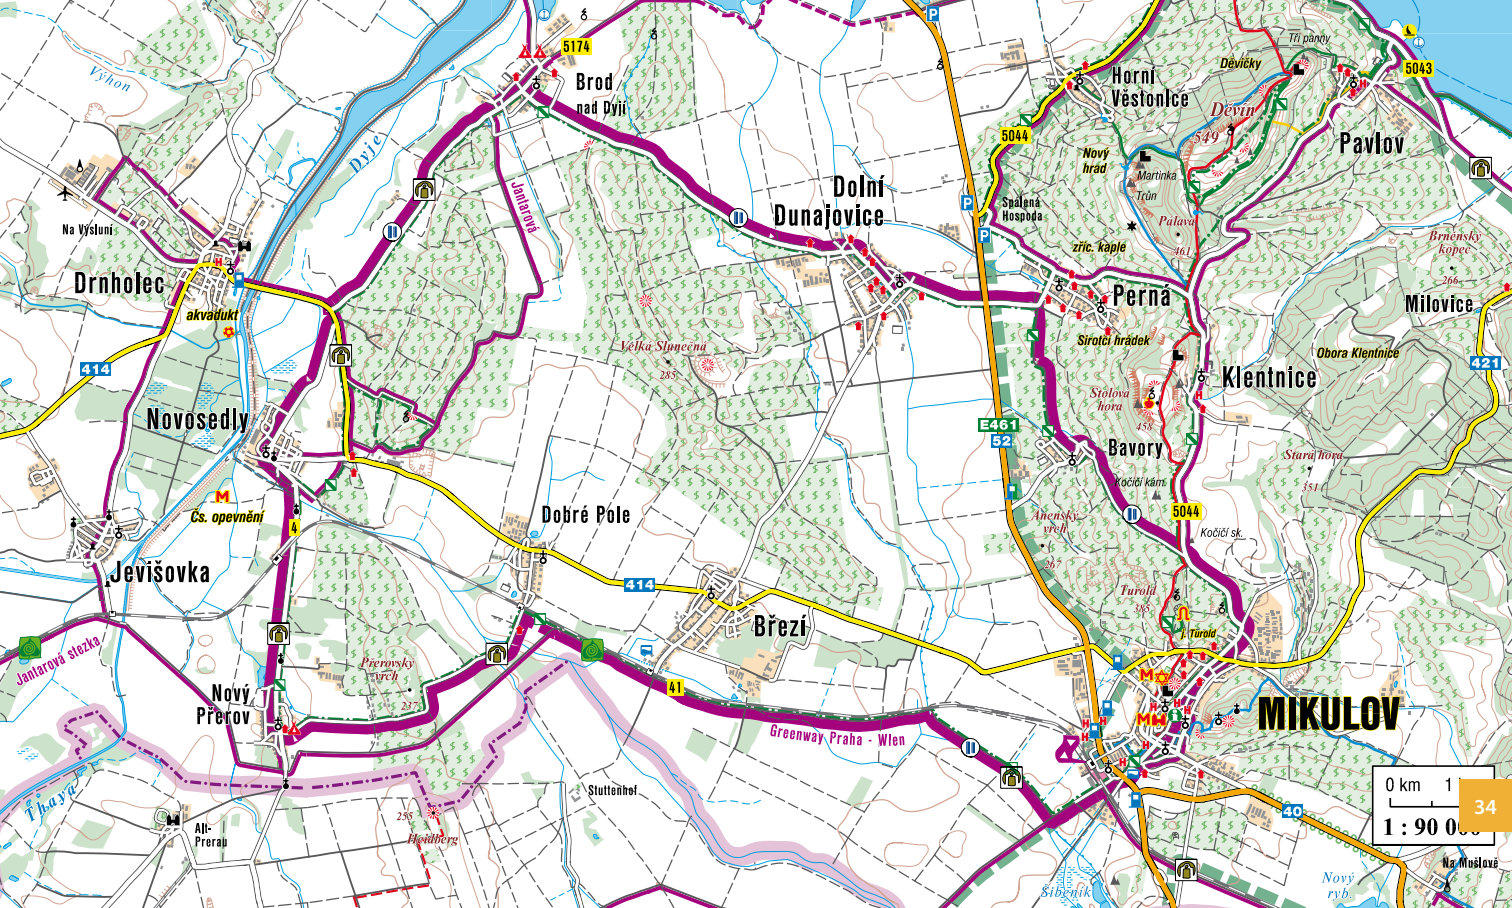 Výhon
Dyje
5174
Brod
nad Dyjí
P
Horní
Věstonice
Tři panny
Děvičky
5043
Děvín
549
5044
Nový
hrad
Pavlov
Martinka
Trůn
Jantarová
Dolní
Dunajovice
P
Spálená
Hospoda
P
Palava
461
zříc. kaple
Brněnský
kopec
266
Na Výsluní
H
Drnholec
akvadukt
Perná
Milovice
Velká Slunečná
285
Sirotčí hrádek
Obora Klentnice
414
421
Klentnice
Stolová
hora
458
Novosedly
E461
52
Bavory
Stará hora
351
Kočičí kám.
M
Čs. opevnění
4
Dobré Pole
5044
Anenský
vrch
267
Kočičí sk.
Jevišovka
414
Turold
385
Březí
j. Turold
Jantarová stezka
Přerovský
vrch
237
41
M
Nový
Přerov
MIKULOV
M
Greenway Praha - Wien
Thaya
Stuttenhof
0 km 1
34
40
1 : 90 000
255
Heidberg
Alt-
Prerau
Na Mušlově
Šibeník
Nový
ryb.